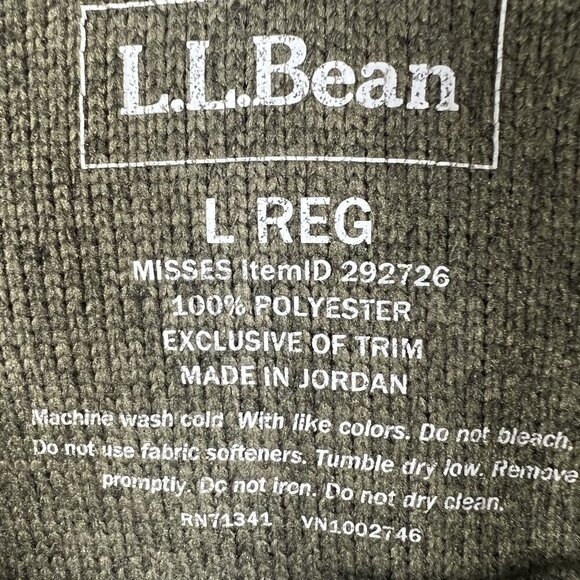 L.L.Bean
L REG
MISSES ItemID 292726
100% POLYESTER
EXCLUSIVE OF TRIM
MADE IN JORDAN
Machine wash cold With like colors. Do not bleach.
Do not use fabric softeners. Tumble dry low. Remove
promptly. Do not iron. Do not dry clean.
RN71341 VN1002746